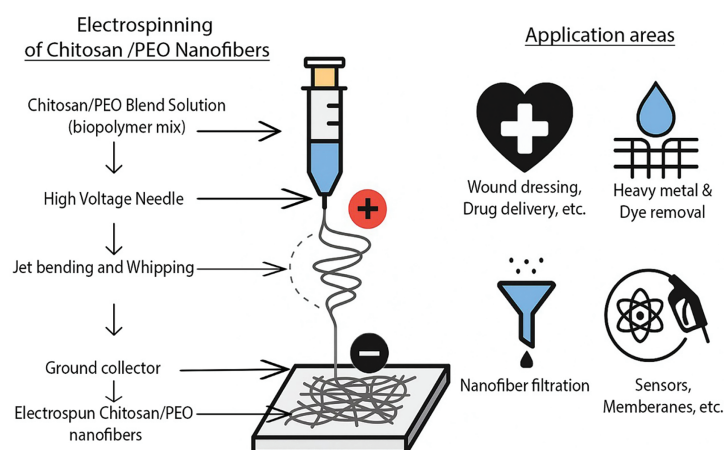 Electrospinning
of Chitosan /PEO Nanofibers
Chitosan/PEO Blend Solution
(biopolymer mix)
High Voltage Needle
Jet bending and Whipping
Ground collector
Electrospun Chitosan/PEO
nanofibers
+
−
Application areas
Wound dressing,
Drug delivery, etc.
Heavy metal &
Dye removal
Nanofiber filtration
Sensors,
Memberanes, etc.